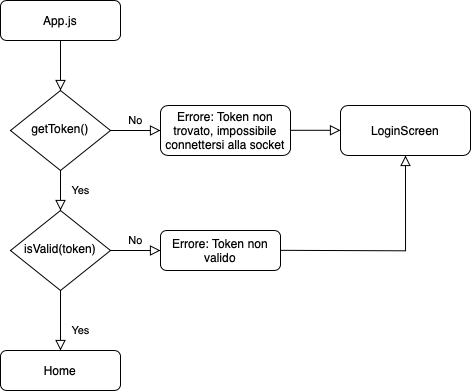 App.js
getToken()
No
Errore: Token non
trovato, impossibile
connettersi alla socket
LoginScreen
Yes
isValid(token)
No
Errore: Token non
valido
Yes
Home